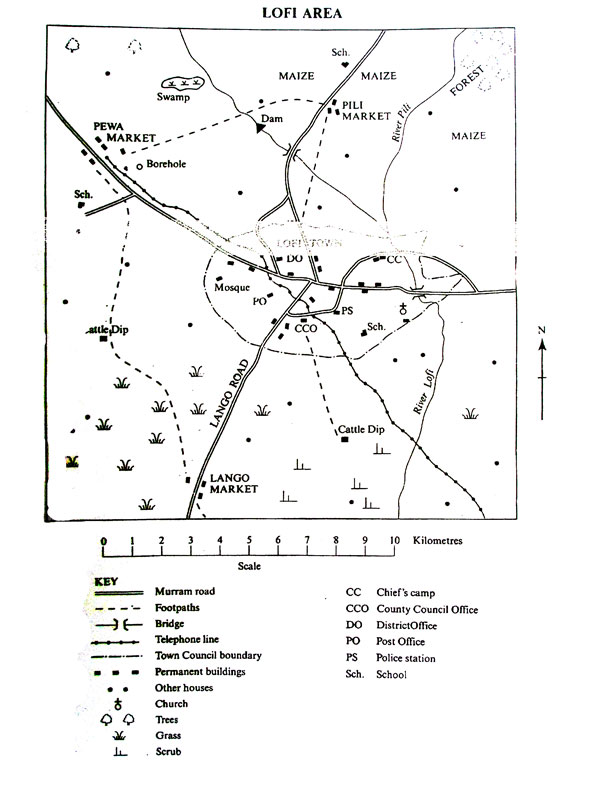 LOFI AREA
Sch.
MAIZE MAIZE
FOREST
Swamp
PILI
MARKET
River Pili
Dam
MAIZE
PEWA
MARKET
Borehole
Sch.
LOFI TOWN
DO
CC
Mosque
PO
PS
CCO
Sch.
attle Dip
N
LANGO ROAD
River Lofi
Cattle Dip
LANGO
MARKET
0 1 2 3 4 5 6 7 8 9 10 Kilometres
Scale
KEY
Murram road
Footpaths
Bridge
Telephone line
Town Council boundary
Permanent buildings
Other houses
Church
Trees
Grass
Scrub
CC Chief's camp
CCO County Council Office
DO DistrictOffice
PO Post Office
PS Police station
Sch. School